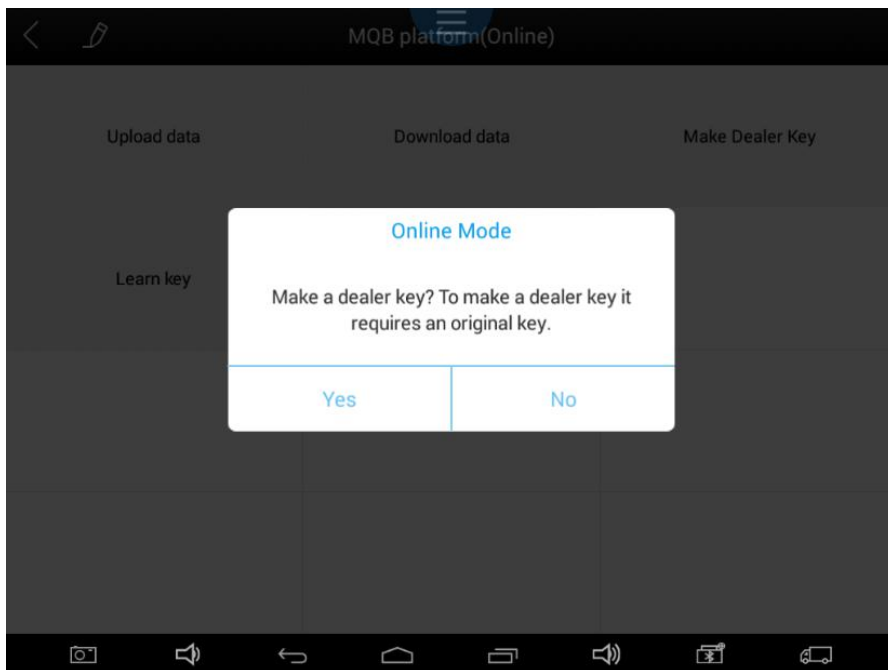 MQB platform(Online)
Upload data
Download data
Make Dealer Key
Online Mode
Learn key
Make a dealer key? To make a dealer key it
requires an original key.
Yes
No